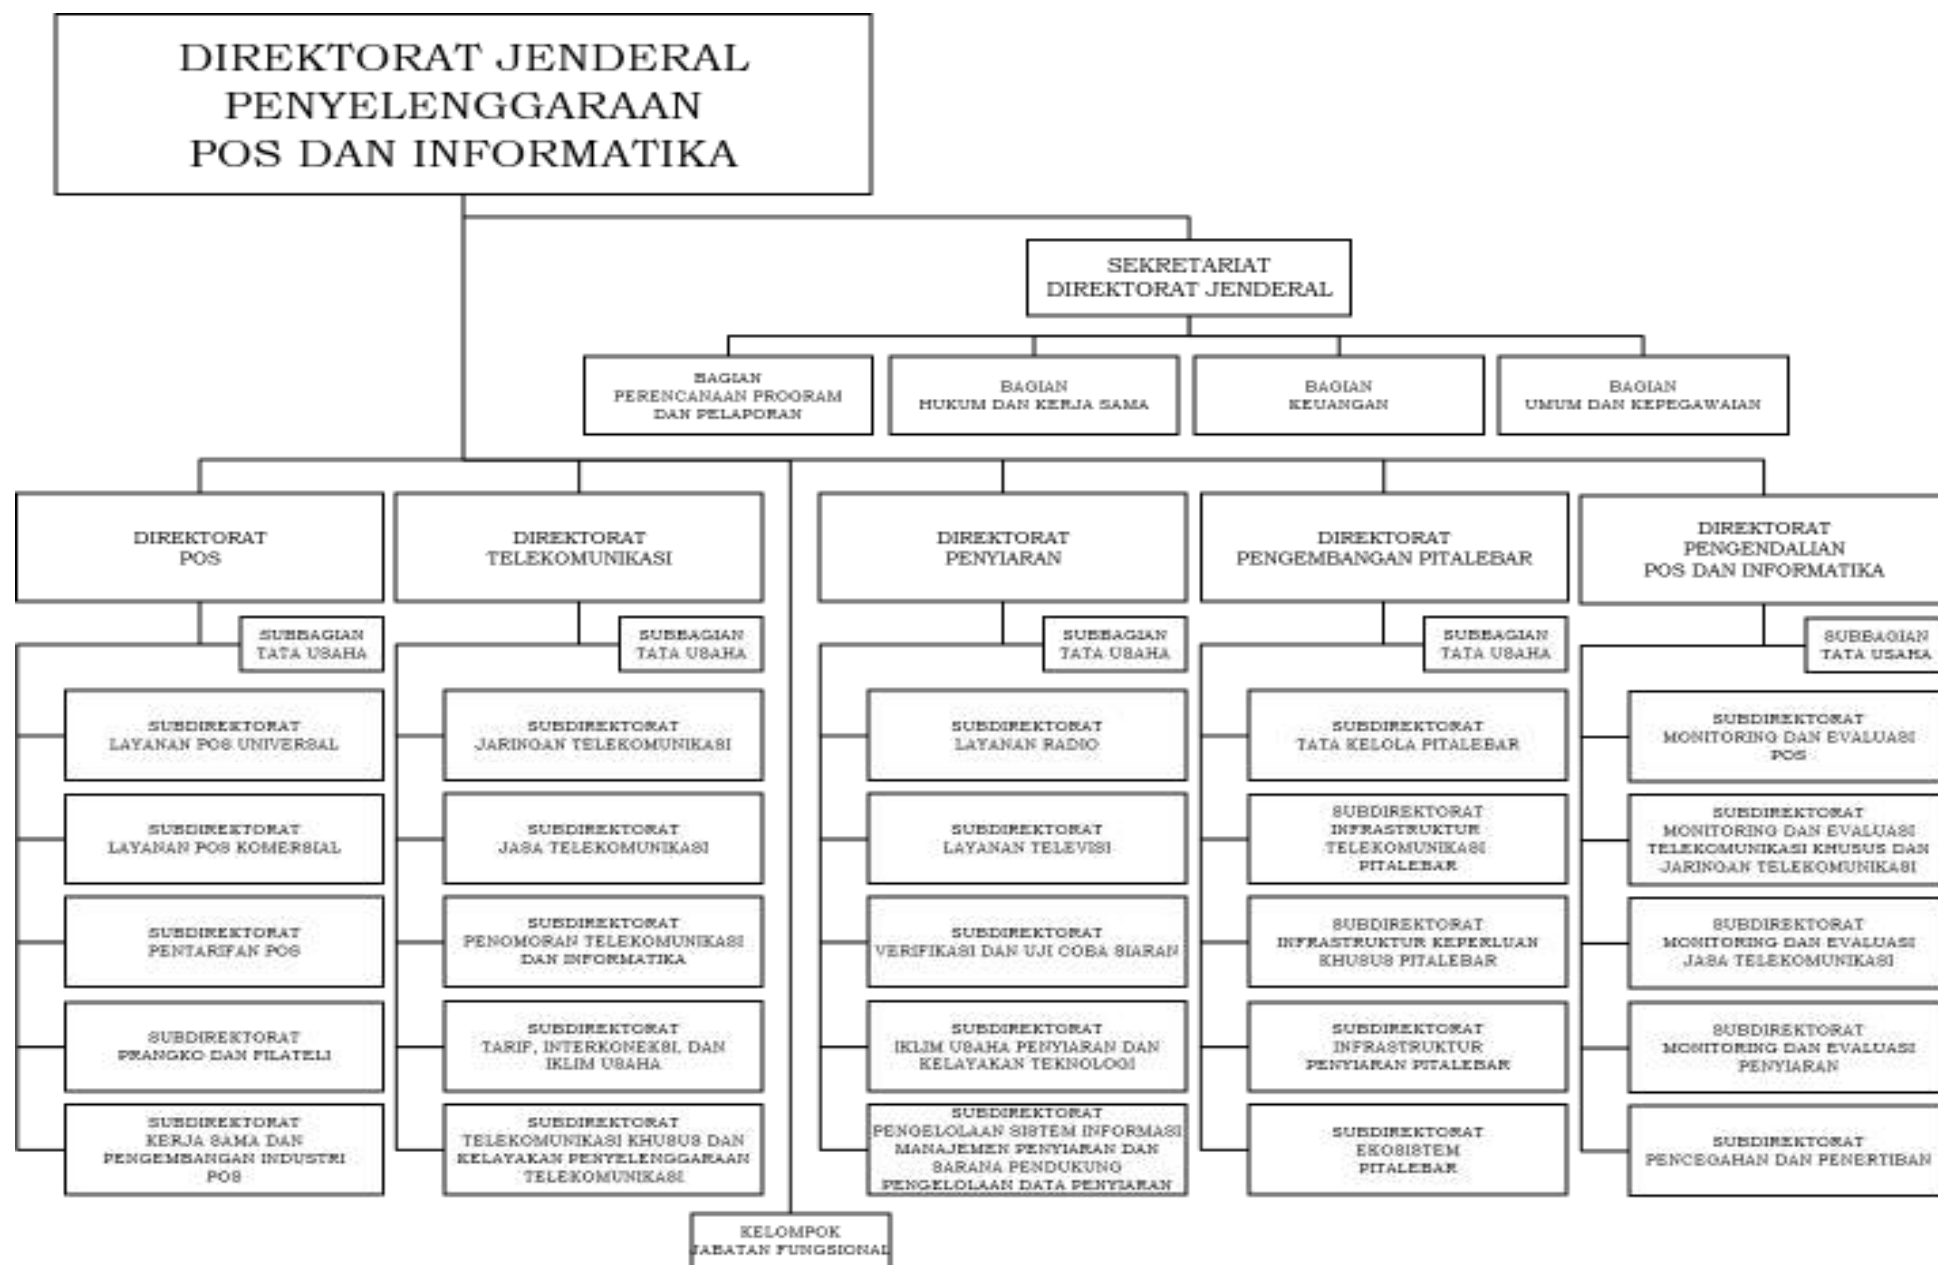 DIREKTORAT JENDERAL
PENYELENGGARAAN
POS DAN INFORMATIKA
SEKRETARIAT
DIREKTORAT JENDERAL
BAGIAN
PERENCANAAN PROGRAM
DAN PELAPORAN
BAGIAN
HUKUM DAN KERJA SAMA
BAGIAN
KEUANGAN
BAGIAN
UMUM DAN KEPEGAWAIAN
DIREKTORAT
POS
SUBBAGIAN
TATA USAHA
SUBDIREKTORAT
LAYANAN POS UNIVERSAL
SUBDIREKTORAT
LAYANAN POS KOMERSIAL
SUBDIREKTORAT
PENTARIFAN POS
SUBDIREKTORAT
PRANGKO DAN FILATELI
SUBDIREKTORAT
KERJA SAMA DAN
PENGEMBANGAN INDUSTRI
POS
DIREKTORAT
TELEKOMUNIKASI
SUBBAGIAN
TATA USAHA
SUBDIREKTORAT
JARINGAN TELEKOMUNIKASI
SUBDIREKTORAT
JASA TELEKOMUNIKASI
SUBDIREKTORAT
PENOMORAN TELEKOMUNIKASI
DAN INFORMATIKA
SUBDIREKTORAT
TARIF, INTERKONEKSI, DAN
IKLIM USAHA
SUBDIREKTORAT
TELEKOMUNIKASI KHUSUS DAN
KELAYAKAN PENYELENGGARAAN
TELEKOMUNIKASI
DIREKTORAT
PENYIARAN
SUBBAGIAN
TATA USAHA
SUBDIREKTORAT
LAYANAN RADIO
SUBDIREKTORAT
LAYANAN TELEVISI
SUBDIREKTORAT
VERIFIKASI DAN UJI COBA SIARAN
SUBDIREKTORAT
IKLIM USAHA PENYIARAN DAN
KELAYAKAN TEKNOLOGI
SUBDIREKTORAT
PENGELOLAAN SISTEM INFORMASI
MANAJEMEN PENYIARAN DAN
SARANA PENDUKUNG
PENGELOLAAN DATA PENYIARAN
DIREKTORAT
PENGEMBANGAN PITALEBAR
SUBBAGIAN
TATA USAHA
SUBDIREKTORAT
TATA KELOLA PITALEBAR
SUBDIREKTORAT
INFRASTRUKTUR
TELEKOMUNIKASI
PITALEBAR
SUBDIREKTORAT
INFRASTRUKTUR KEPERLUAN
KHUSUS PITALEBAR
SUBDIREKTORAT
INFRASTRUKTUR
PENYIARAN PITALEBAR
SUBDIREKTORAT
EKOSISTEM
PITALEBAR
DIREKTORAT
PENGENDALIAN
POS DAN INFORMATIKA
SUBBAGIAN
TATA USAHA
SUBDIREKTORAT
MONITORING DAN EVALUASI
POS
SUBDIREKTORAT
MONITORING DAN EVALUASI
TELEKOMUNIKASI KHUSUS DAN
JARINGAN TELEKOMUNIKASI
SUBDIREKTORAT
MONITORING DAN EVALUASI
JASA TELEKOMUNIKASI
SUBDIREKTORAT
MONITORING DAN EVALUASI
PENYIARAN
SUBDIREKTORAT
PENCEGAHAN DAN PENERTIBAN
KELOMPOK
JABATAN FUNGSIONAL